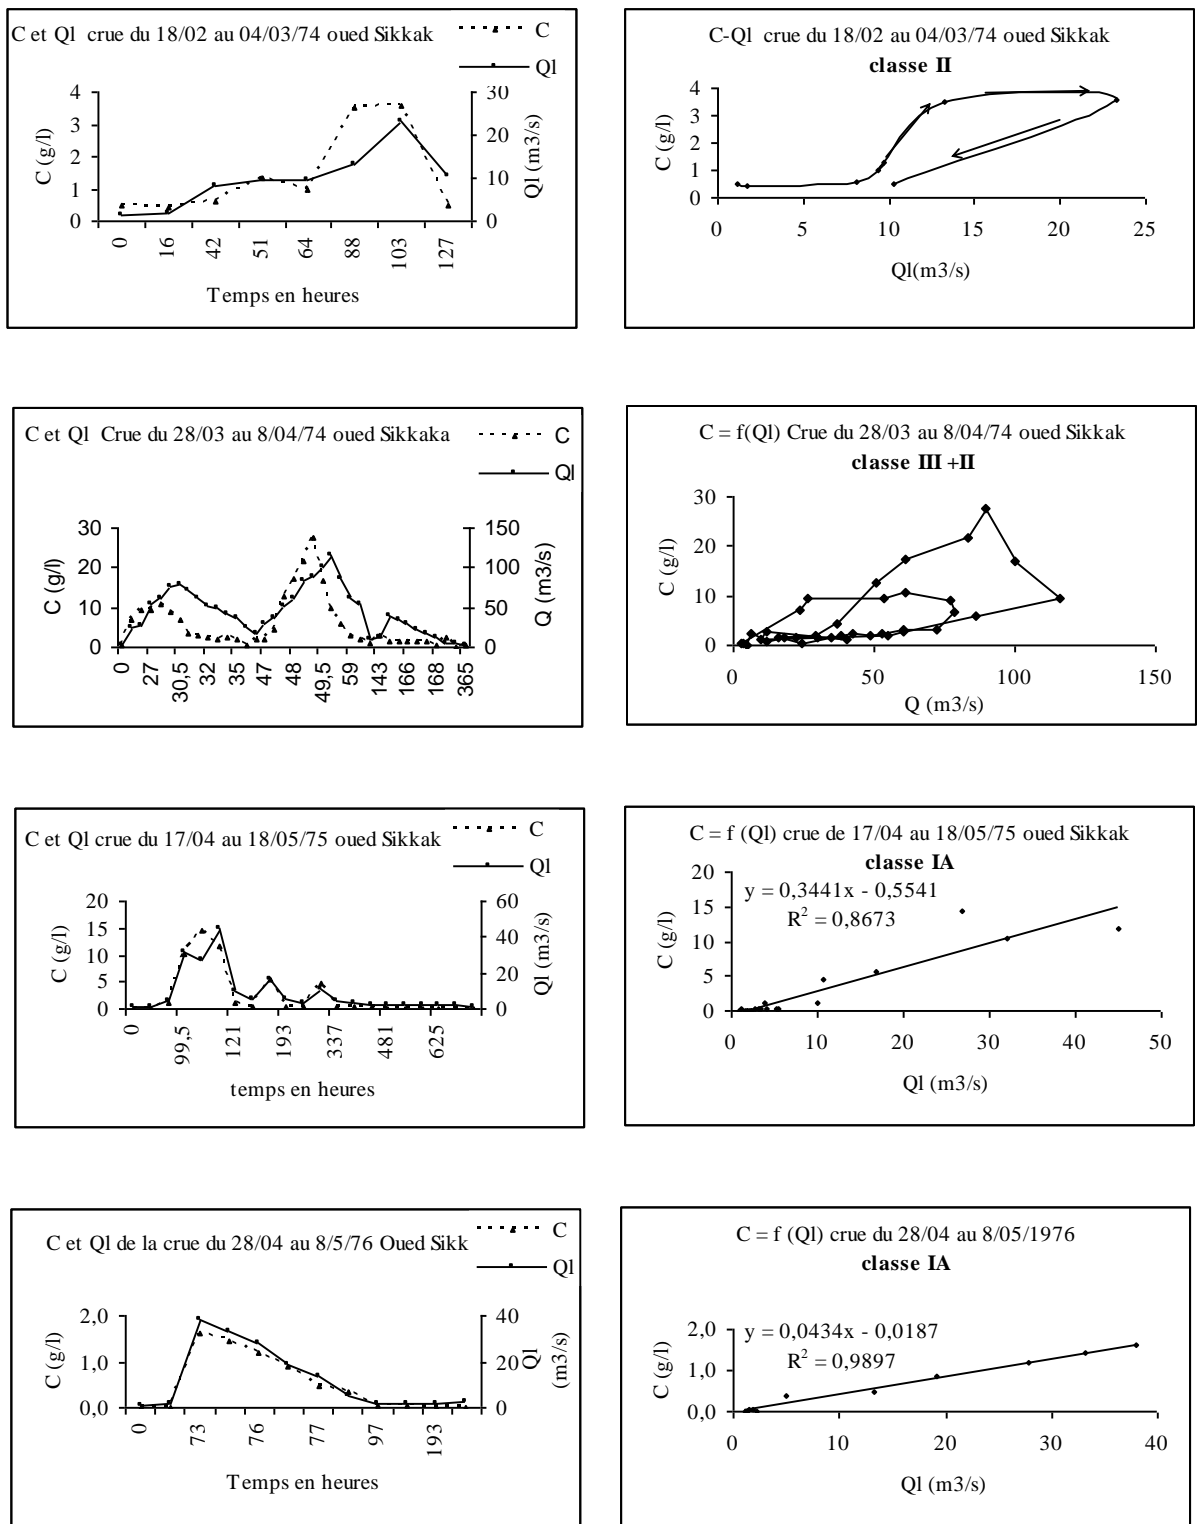 C et Ql crue du 18/02 au 04/03/74 oued Sikkak
C
Ql
C (g/l)
4
3
2
1
0
30
20
10
0
Ql (m3/s)
0 16 42 51 64 88 103 127
Temps en heures
C-Ql crue du 18/02 au 04/03/74 oued Sikkak
classe II
C (g/l)
4
3
2
1
0
0 5 10 15 20 25
Ql(m3/s)
C et Ql Crue du 28/03 au 8/04/74 oued Sikkaka
C
Ql
C (g/l)
30
20
10
0
150
100
50
0
Q (m3/s)
0 27 30,5 32 35 47 48 49,5 59 143 166 168 365
C = f(Ql) Crue du 28/03 au 8/04/74 oued Sikkak
classe III +II
C (g/l)
30
20
10
0
0 50 100 150
Q (m3/s)
C et Ql crue du 17/04 au 18/05/75 oued Sikkak
C
Ql
C (g/l)
20
15
10
5
0
60
40
20
0
Ql (m3/s)
0 99,5 121 193 337 481 625
temps en heures
C = f (Ql) crue de 17/04 au 18/05/75 oued Sikkak
classe IA
y = 0,3441x - 0,5541
R² = 0,8673
C (g/l)
20
15
10
5
0
0 10 20 30 40 50
Ql (m3/s)
C et Ql de la crue du 28/04 au 8/5/76 Oued Sikk
C
Ql
C (g/l)
2,0
1,0
0,0
40
20
0
Ql
(m3/s)
0 73 76 77 97 193
Temps en heures
C = f (Ql) crue du 28/04 au 8/05/1976
classe IA
y = 0,0434x - 0,0187
R² = 0,9897
C (g/l)
2,0
1,0
0,0
0 10 20 30 40
Ql (m3/s)